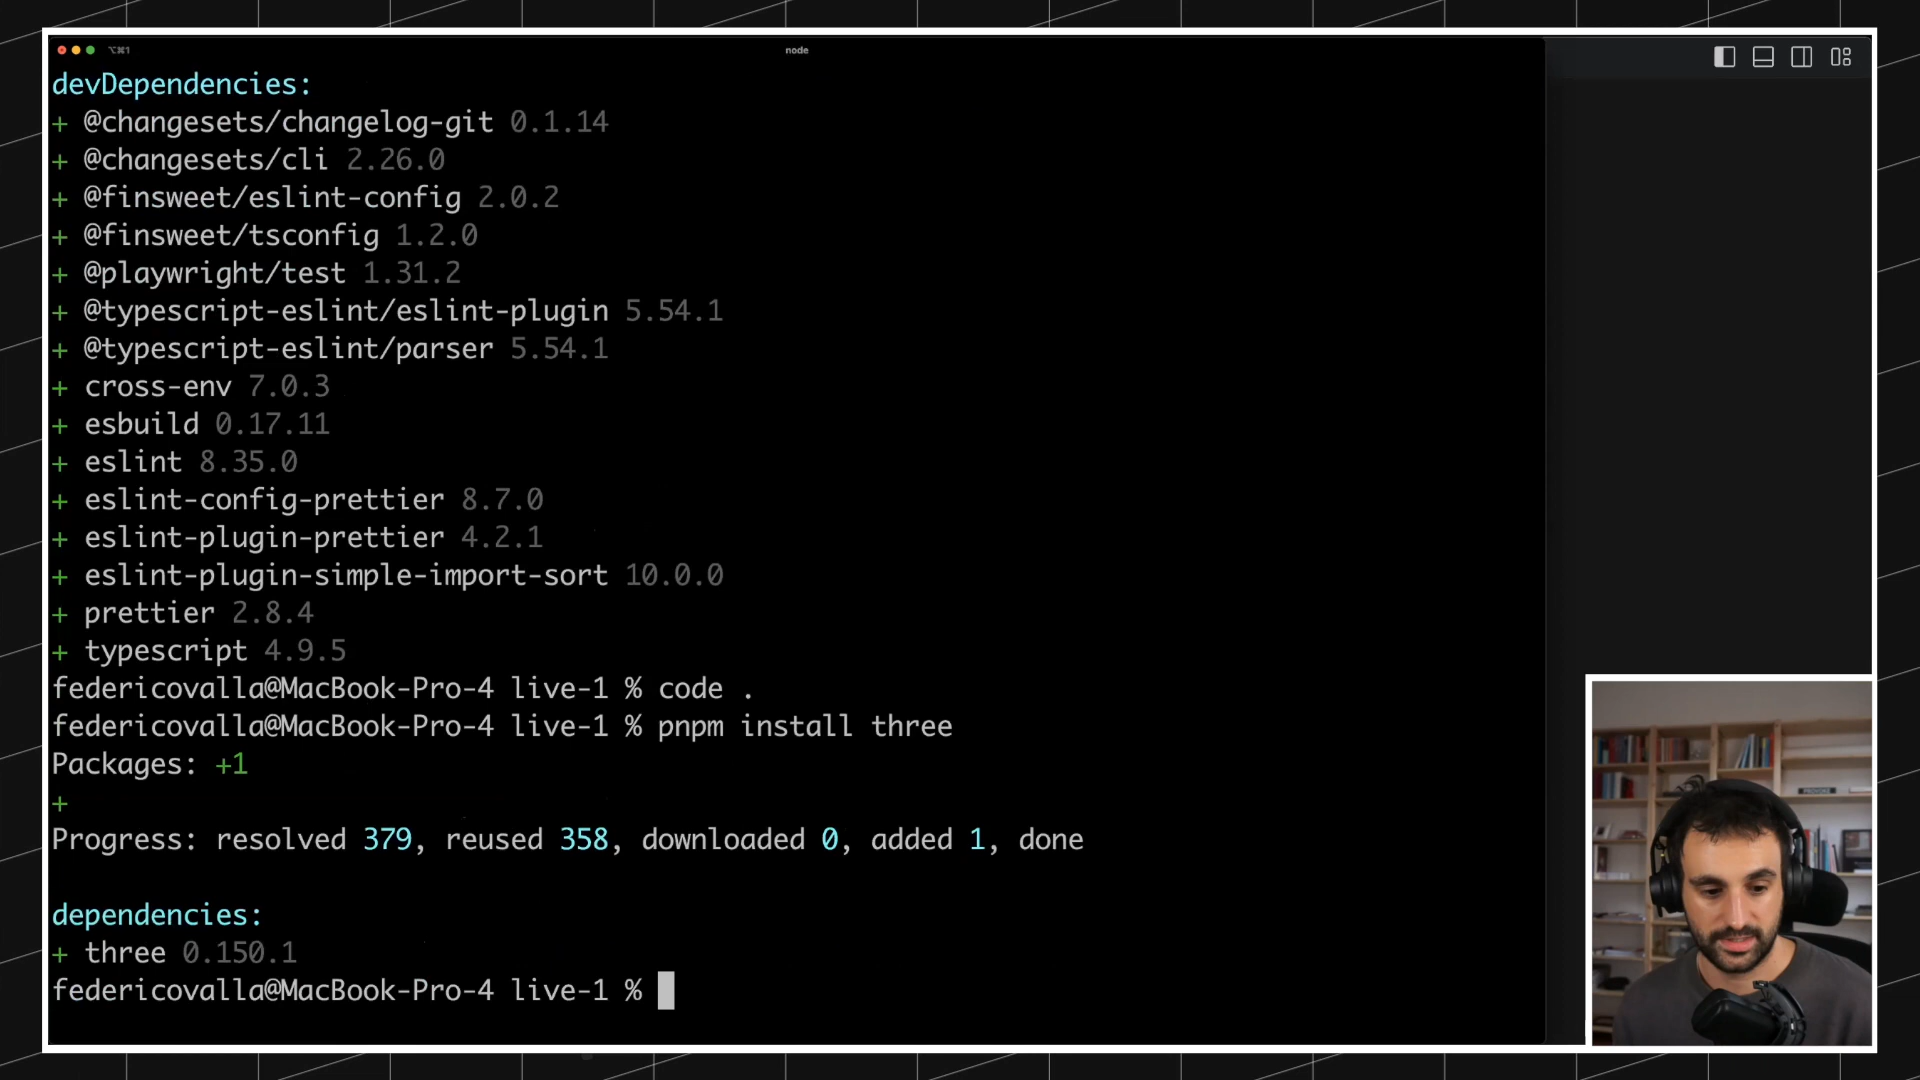 ⌥⌘1
node
devDependencies:
+ @changesets/changelog-git 0.1.14
+ @changesets/cli 2.26.0
+ @finsweet/eslint-config 2.0.2
+ @finsweet/tsconfig 1.2.0
+ @playwright/test 1.31.2
+ @typescript-eslint/eslint-plugin 5.54.1
+ @typescript-eslint/parser 5.54.1
+ cross-env 7.0.3
+ esbuild 0.17.11
+ eslint 8.35.0
+ eslint-config-prettier 8.7.0
+ eslint-plugin-prettier 4.2.1
+ eslint-plugin-simple-import-sort 10.0.0
+ prettier 2.8.4
+ typescript 4.9.5
federicovalla@MacBook-Pro-4 live-1 % code .
federicovalla@MacBook-Pro-4 live-1 % pnpm install three
Packages: +1
+
Progress: resolved 379, reused 358, downloaded 0, added 1, done
dependencies:
+ three 0.150.1
federicovalla@MacBook-Pro-4 live-1 %